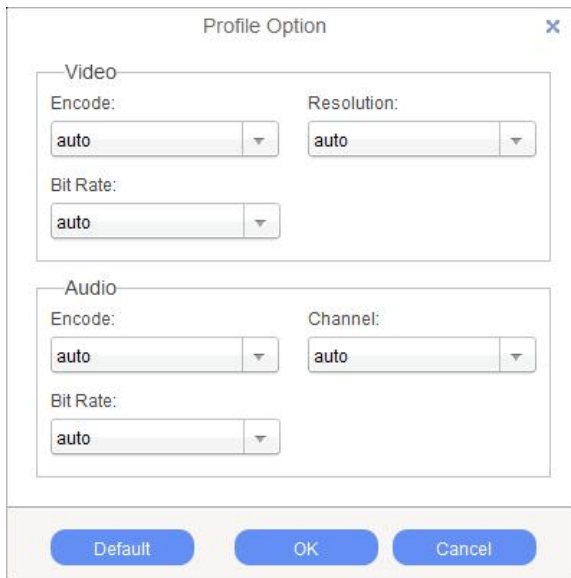 Profile Option
Video
Encode: Resolution:
auto auto
Bit Rate:
auto
Audio
Encode: Channel:
auto auto
Bit Rate:
auto
Default OK Cancel